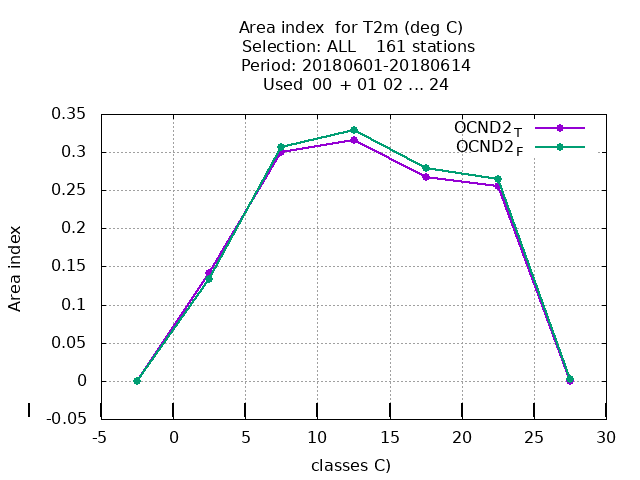 Area index  for T2m (deg C)
Selection: ALL    161 stations
Period: 20180601-20180614
Used  00 + 01 02 ... 24
0.35
OCND2T
0.3
OCND2F
0.25
0.2
0.15
0.1
0.05
0
-0.05
Area index
-5 0 5 10 15 20 25 30
classes C)